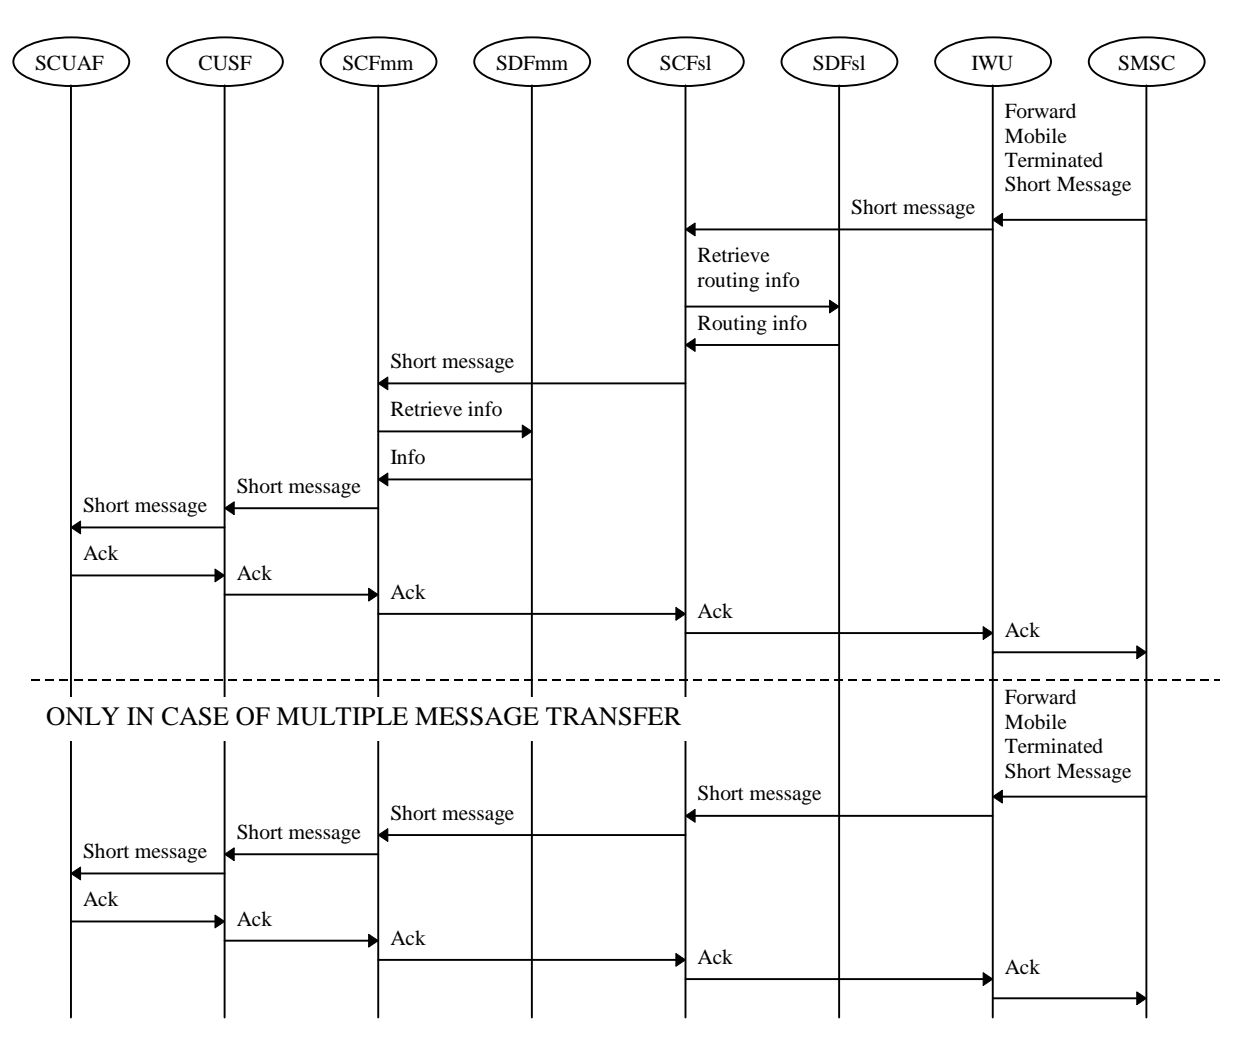 SCUAF
CUSF
SCFmm
SDFmm
SCFsl
SDFsl
IWU
SMSC
Forward
Mobile
Terminated
Short Message
Short message
Retrieve
routing info
Routing info
Short message
Retrieve info
Info
Short message
Short message
Ack
Ack
Ack
Ack
Ack
ONLY IN CASE OF MULTIPLE MESSAGE TRANSFER
Forward
Mobile
Terminated
Short Message
Short message
Short message
Short message
Short message
Ack
Ack
Ack
Ack
Ack